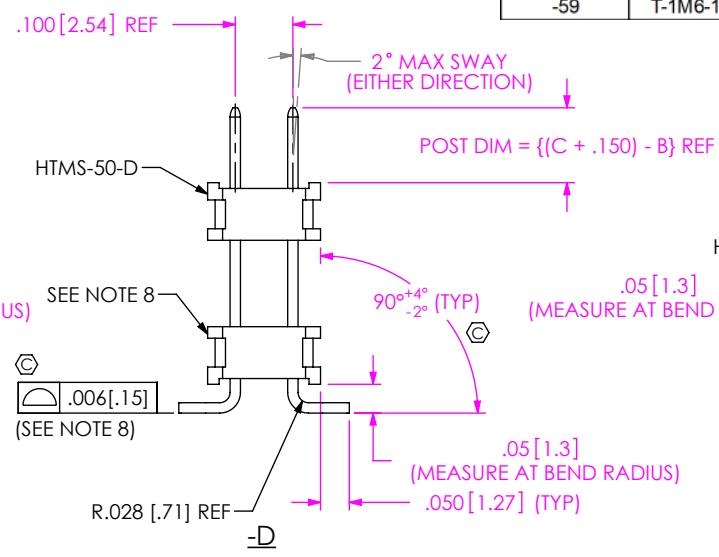 -59 T-1M6-1
.100 [2.54] REF
2° MAX SWAY
(EITHER DIRECTION)
POST DIM = {(C + .150) - B} REF
HTMS-50-D
H
US)
SEE NOTE 8
90° +4° -2° (TYP)
C
.05 [1.3]
(MEASURE AT BEND
C
.006[.15]
(SEE NOTE 8)
.05 [1.3]
(MEASURE AT BEND RADIUS)
R.028 [.71] REF
.050 [1.27] (TYP)
-D